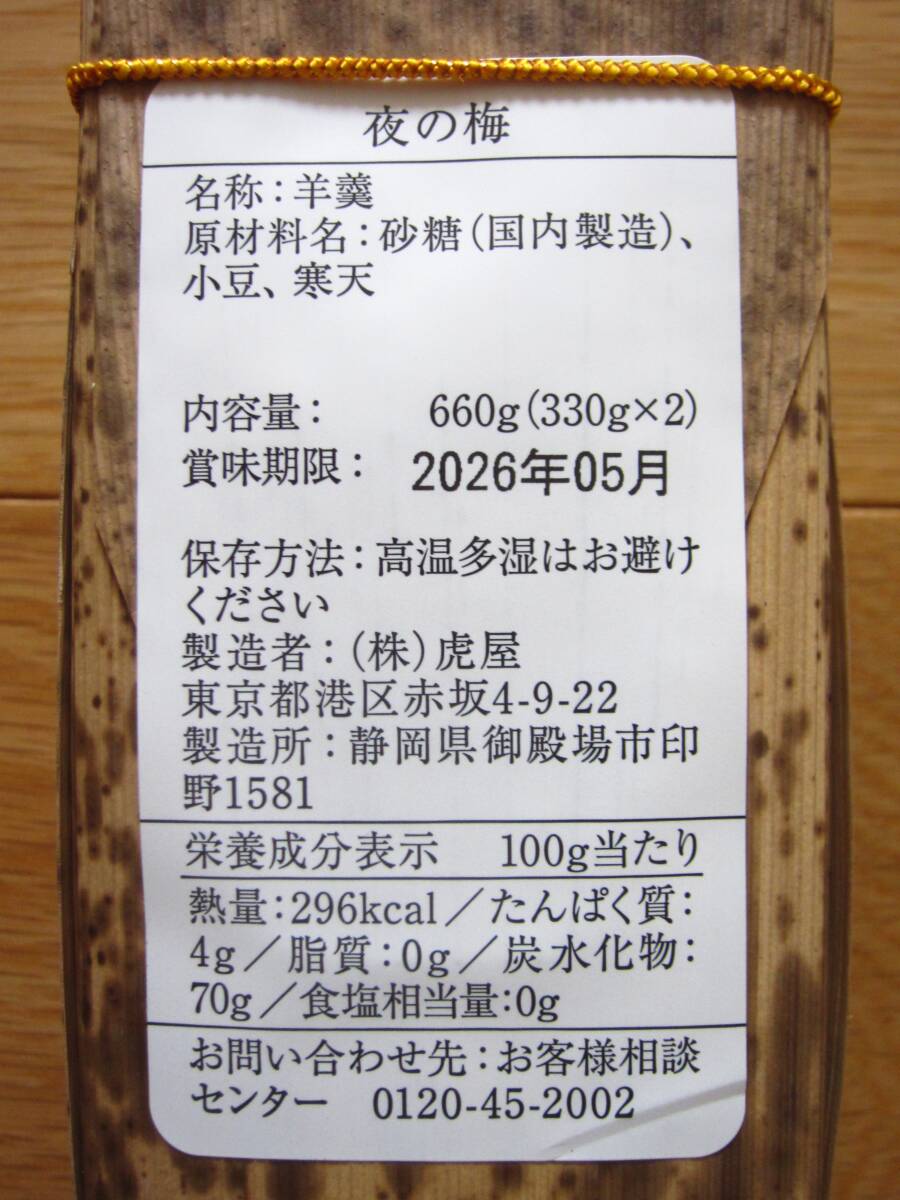 夜の梅
名称：羊羹
原材料名：砂糖（国内製造）、
小豆、寒天
内容量： 660g（330g×2）
賞味期限： 2026年05月
保存方法：高温多湿はお避け
ください
製造者：（株）虎屋
東京都港区赤坂4-9-22
製造所：静岡県御殿場市印
野1581
栄養成分表示 100g当たり
熱量：296kcal／たんぱく質：
4g／脂質：0g／炭水化物：
70g／食塩相当量：0g
お問い合わせ先：お客様相談
センター 0120-45-2002